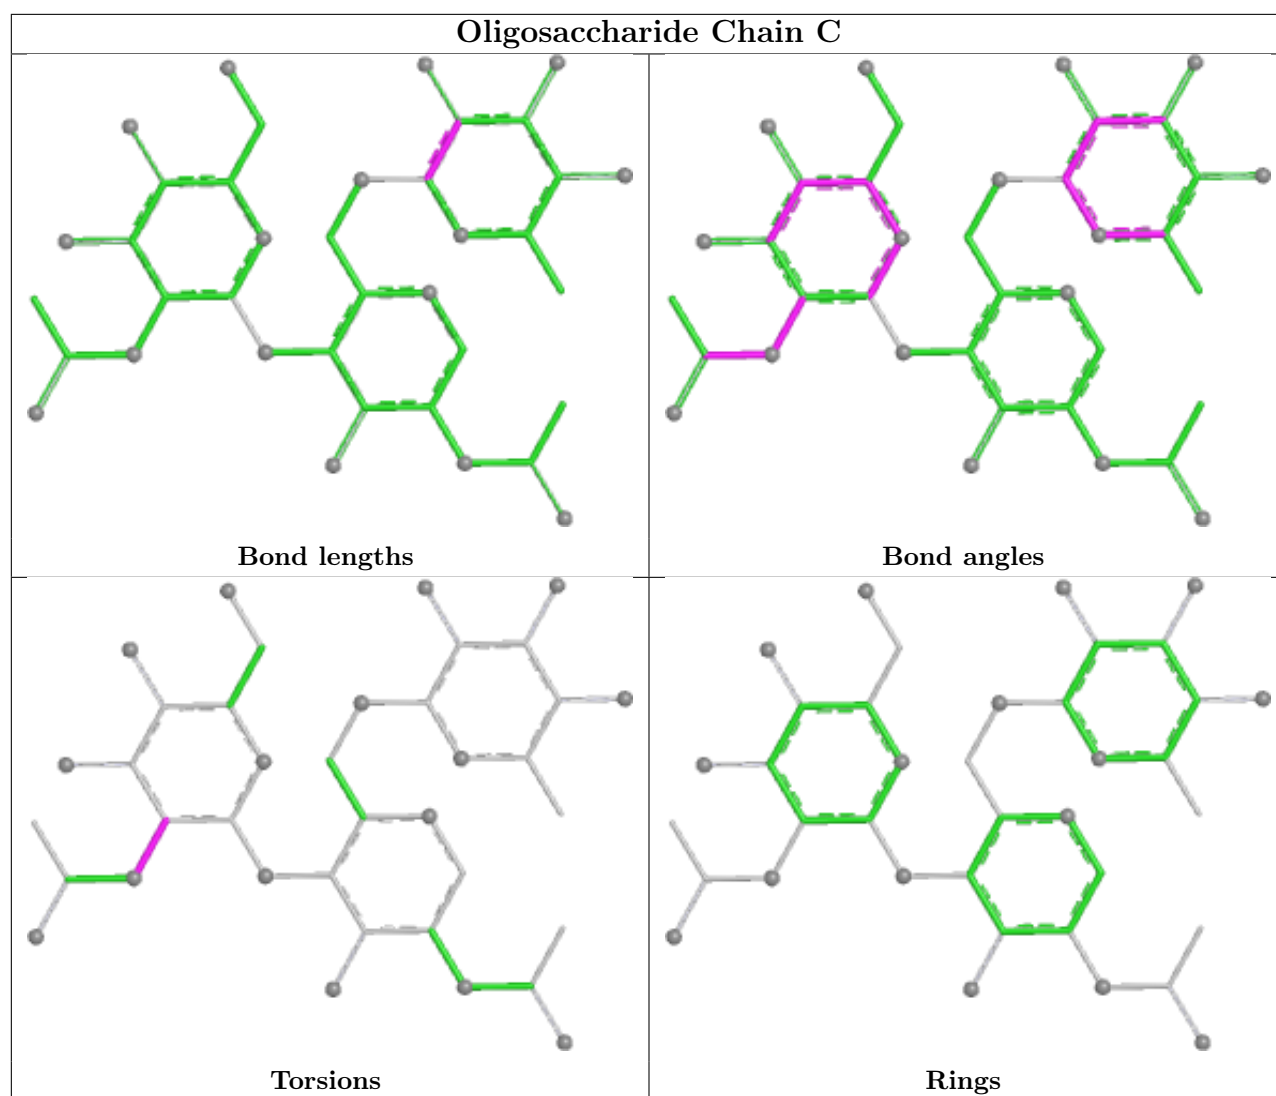 Oligosaccharide Chain C
Bond lengths
Bond angles
Torsions
Rings